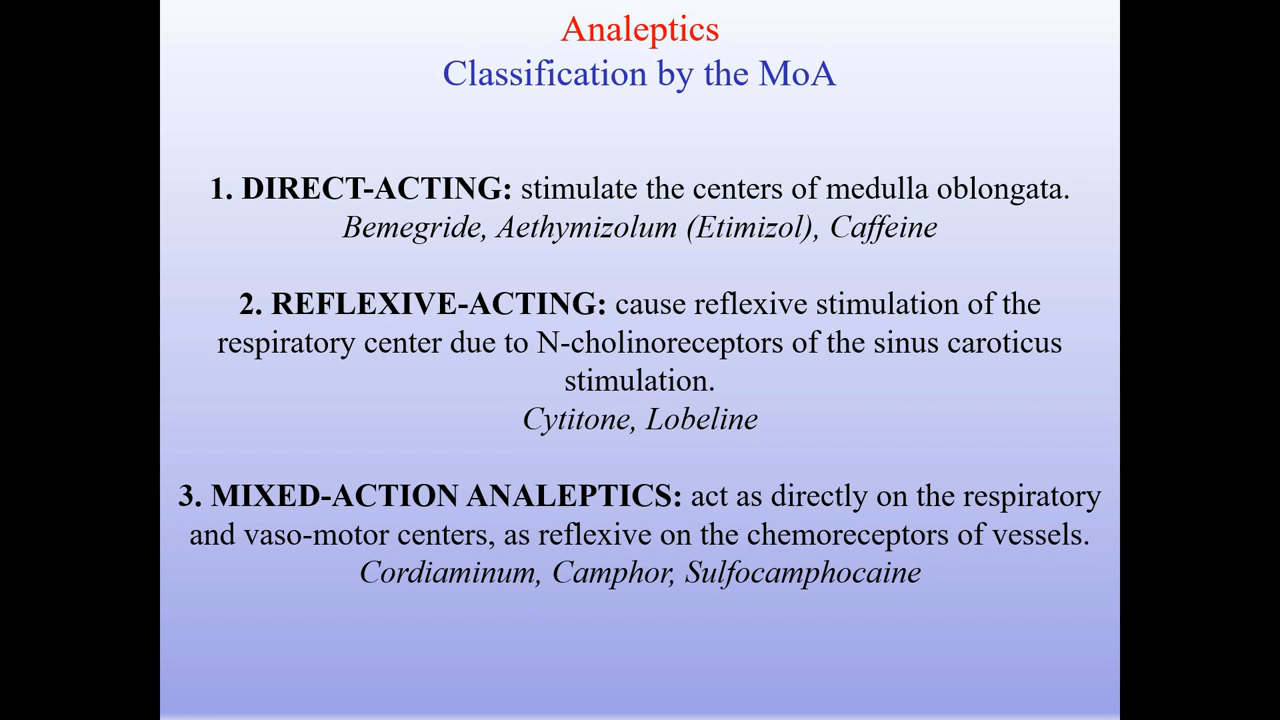 Analeptics
Classification by the MoA
1. DIRECT-ACTING: stimulate the centers of medulla oblongata.
Bemegride, Aethymizolum (Etimizol), Caffeine
2. REFLEXIVE-ACTING: cause reflexive stimulation of the
respiratory center due to N-cholinoreceptors of the sinus caroticus
stimulation.
Cytitone, Lobeline
3. MIXED-ACTION ANALEPTICS: act as directly on the respiratory
and vaso-motor centers, as reflexive on the chemoreceptors of vessels.
Cordiaminum, Camphor, Sulfocamphocaine